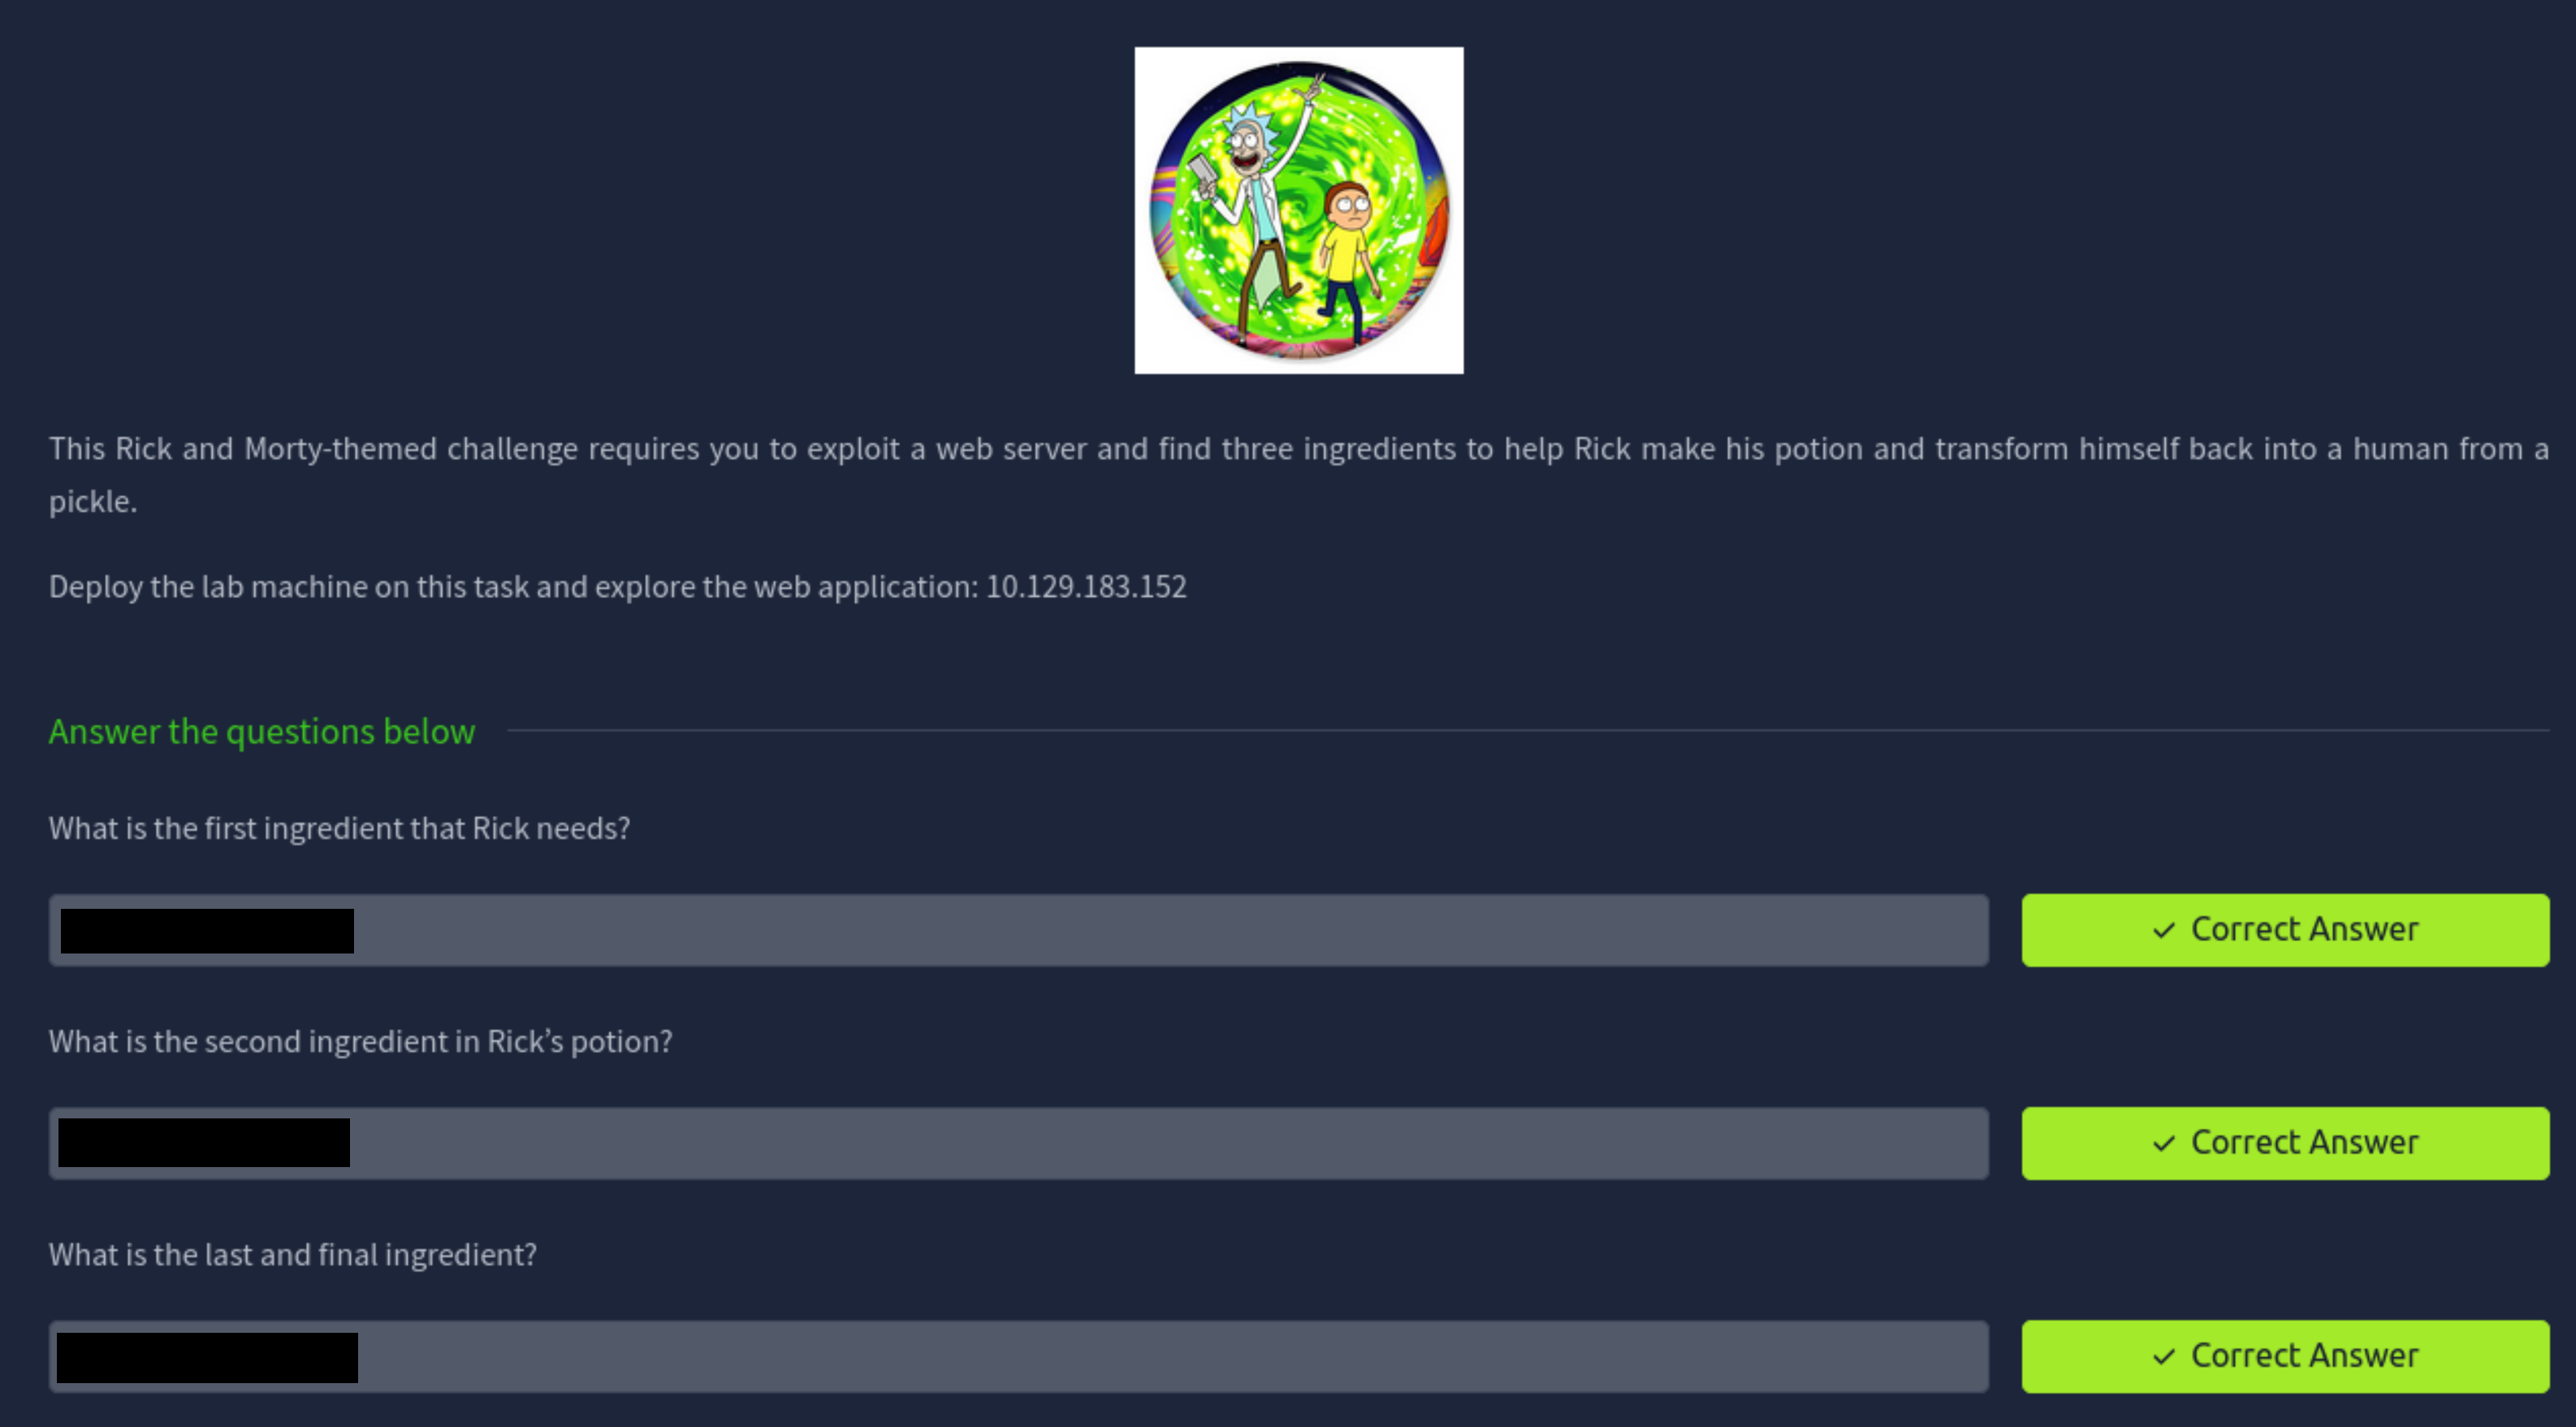 This Rick and Morty-themed challenge requires you to exploit a web server and find three ingredients to help Rick make his potion and transform himself back into a human from a
pickle.
Deploy the lab machine on this task and explore the web application: 10.129.183.152
Answer the questions below
What is the first ingredient that Rick needs?
✓ Correct Answer
What is the second ingredient in Rick’s potion?
✓ Correct Answer
What is the last and final ingredient?
✓ Correct Answer